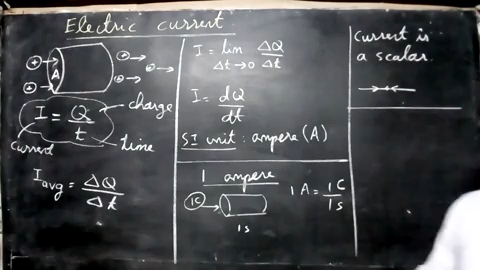 Electric current
A
I = Q/t
charge
time
current
I avg = ΔQ/Δt
I = lim Δt→0 ΔQ/Δt
I = dQ/dt
SI unit : ampere (A)
1 ampere
1C
1s
1 A = 1C/1s
Current is
a scalar.